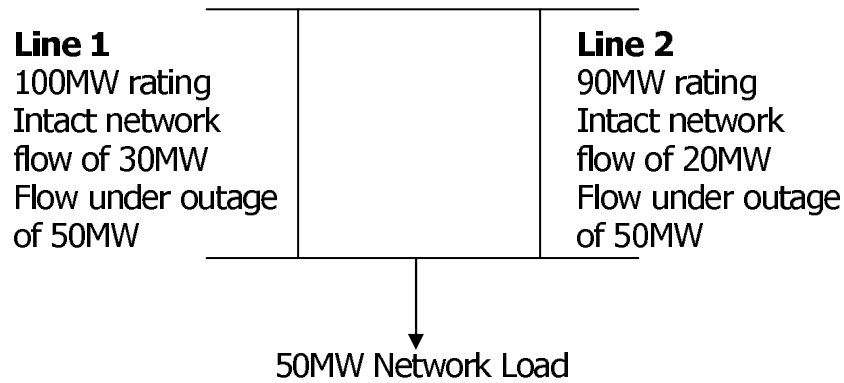 Line 1
100MW rating
Intact network
flow of 30MW
Flow under outage
of 50MW
Line 2
90MW rating
Intact network
flow of 20MW
Flow under outage
of 50MW
50MW Network Load